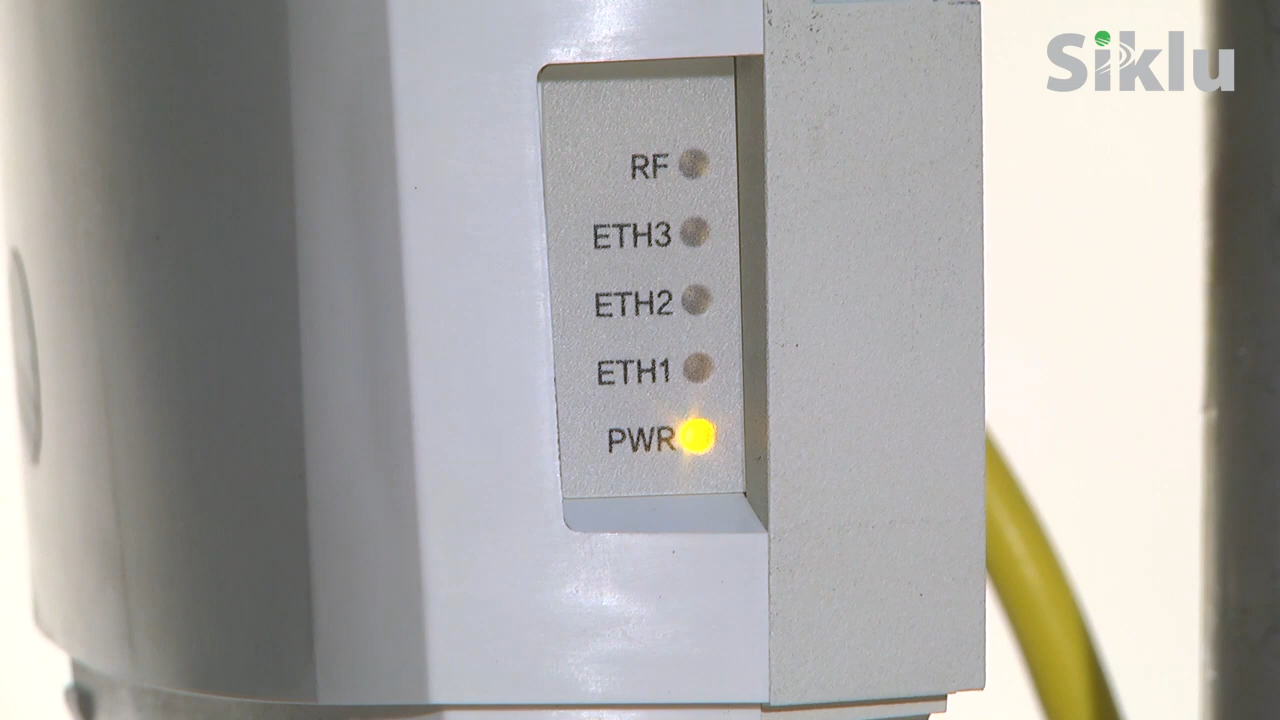 Siklu
RF
ETH3
ETH2
ETH1
PWR